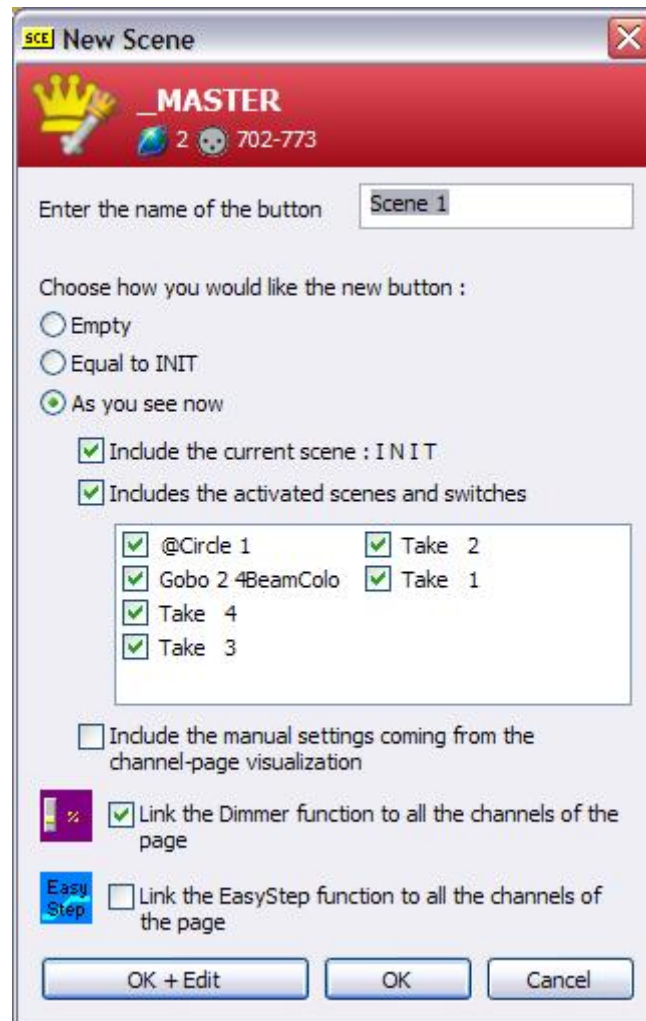 SCE New Scene
_MASTER
2 702-773
Enter the name of the button Scene 1
Choose how you would like the new button :
Empty
Equal to INIT
As you see now
Include the current scene : I N I T
Includes the activated scenes and switches
@Circle 1 Take 2
Gobo 2 4BeamColo Take 1
Take 4
Take 3
Include the manual settings coming from the
channel-page visualization
% Link the Dimmer function to all the channels of the
page
Easy
Step
Link the EasyStep function to all the channels of
the page
OK + Edit OK Cancel